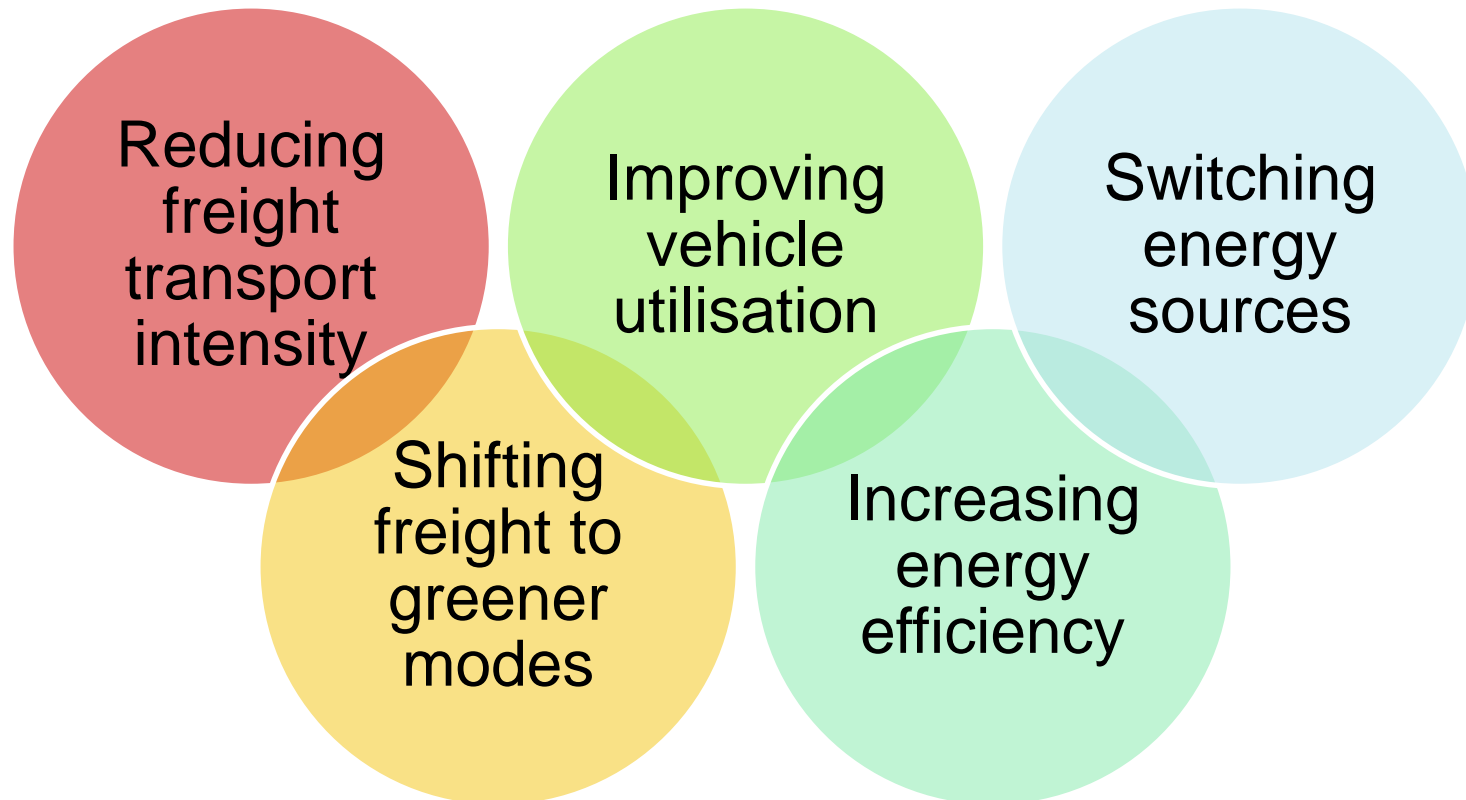 Reducing
freight
transport
intensity
Shifting
freight to
greener
modes
Improving
vehicle
utilisation
Increasing
energy
efficiency
Switching
energy
sources